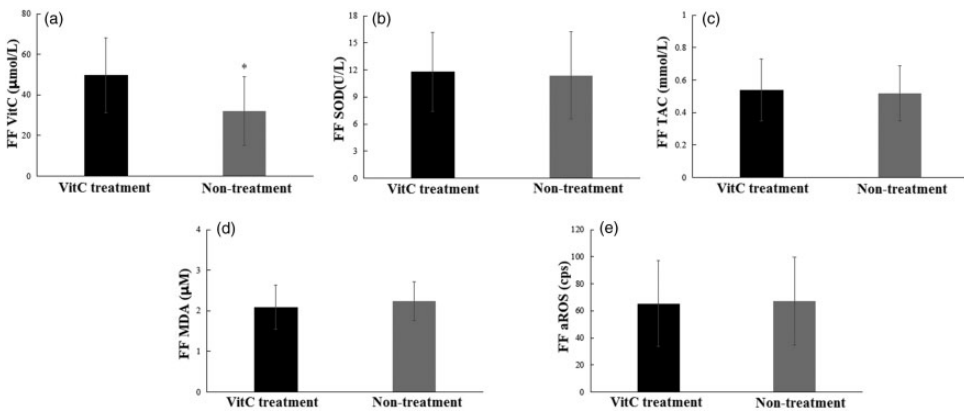 (a)
FF VitC (μmol/L)
80
60
40
20
0
*
VitC treatment Non-treatment
(b)
FF SOD(U/L)
18
15
12
9
6
3
0
VitC treatment Non-treatment
(c)
FF TAC (mmol/L)
1
0.8
0.6
0.4
0.2
0
VitC treatment Non-treatment
(d)
FF MDA (μM)
4
3
2
1
0
VitC treatment Non-treatment
(e)
FF aROS (cps)
120
100
80
60
40
20
0
VitC treatment Non-treatment